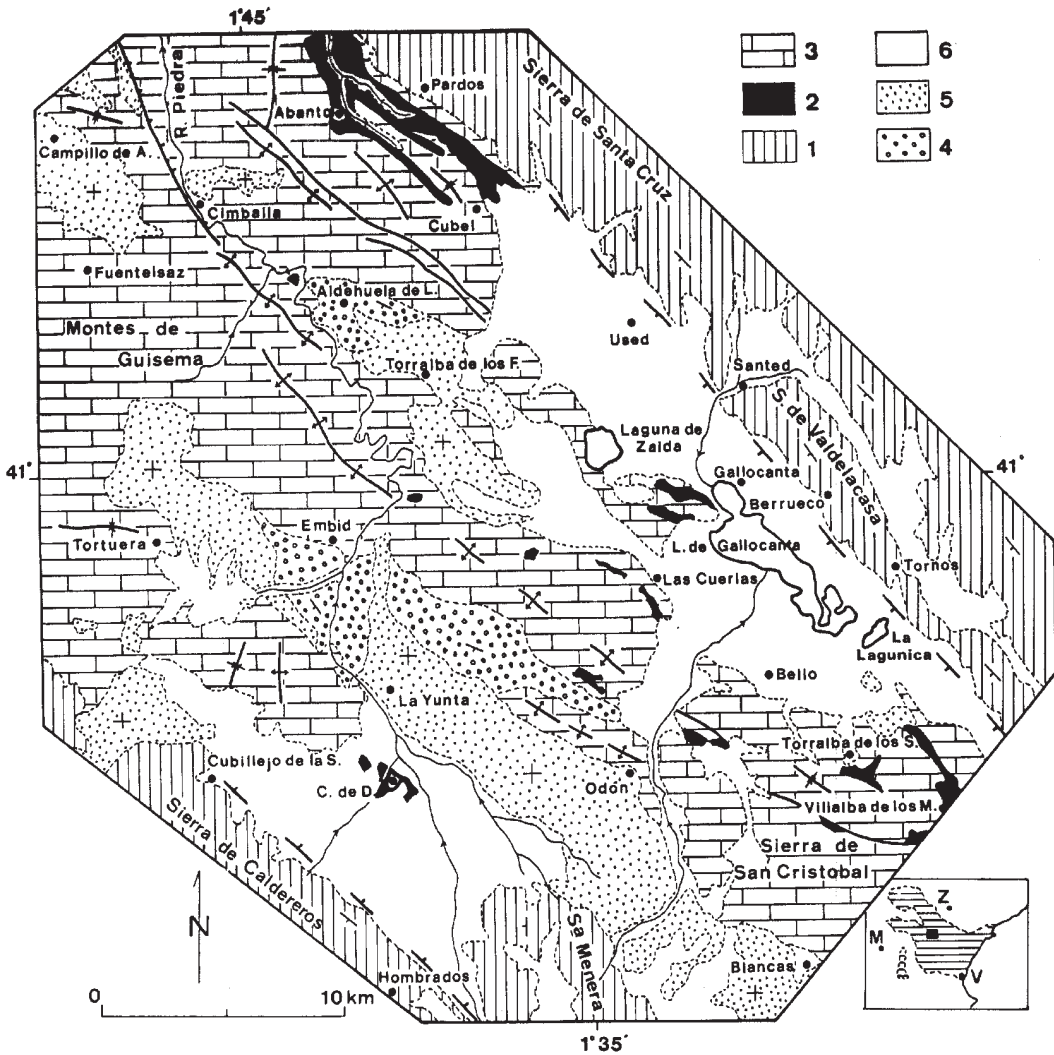 1°45'
3
6
2
5
1
4
R. Piedra
Pardos
Sierra de Santa Cruz
Abanto
Campillo de A.
Cimballa
Cubel
Fuentelsaz
Aldehuela de L.
Montes de
Guisema
Used
Torralba de los F.
Santed
S. de Valdelacasa
Laguna de
Zaida
41°
41°
Gallocanta
Berrueco
Embid
Tortuera
L. de Gallocanta
Las Cuerlas
Tornos
La
Lagunica
Bello
La Yunta
Torralba de los S.
Cubillejo de la S.
C. de D.
Odón
Villalba de los M.
Sierra de Caldereros
Sierra de
San Cristobal
N
Sa Menera
Z
M
V
Blancas
Hombrados
0
10 km
1°35'